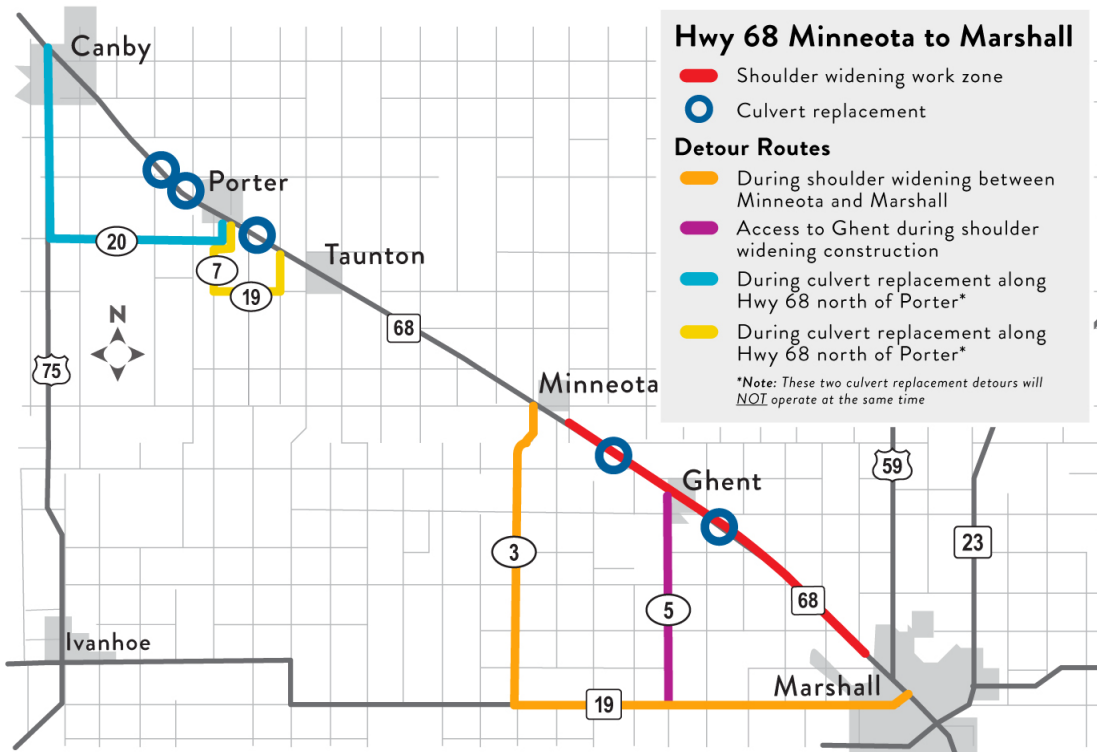 Canby
Porter
20
7
19
Taunton
N
68
75
Minneota
Ghent
59
23
3
5
68
Ivanhoe
Marshall
19
Hwy 68 Minneota to Marshall
Shoulder widening work zone
Culvert replacement
Detour Routes
During shoulder widening between
Minneota and Marshall
Access to Ghent during shoulder
widening construction
During culvert replacement along
Hwy 68 north of Porter*
During culvert replacement along
Hwy 68 north of Porter*
*Note: These two culvert replacement detours will
NOT operate at the same time